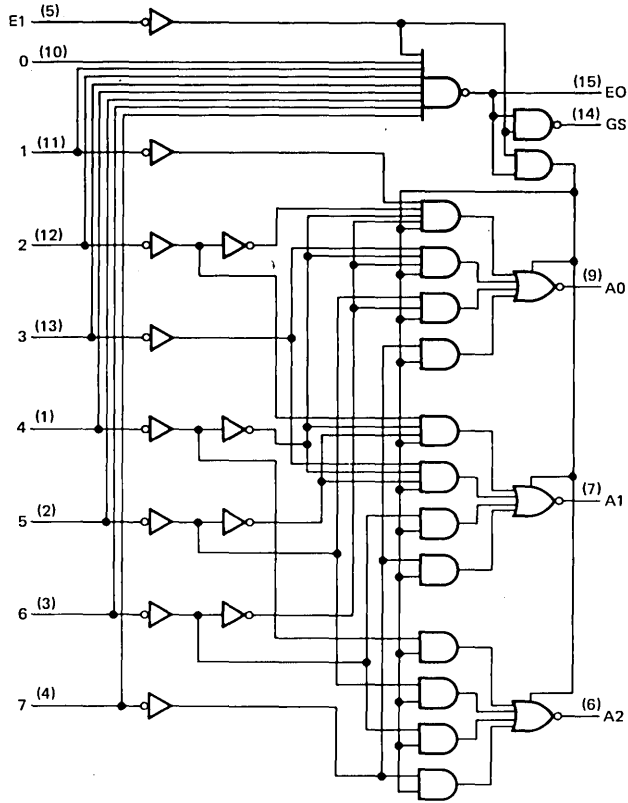 E1 (5)
0 (10)
(15) EO
(14) GS
1 (11)
2 (12)
(9) A0
3 (13)
4 (1)
(7) A1
5 (2)
6 (3)
7 (4)
(6) A2